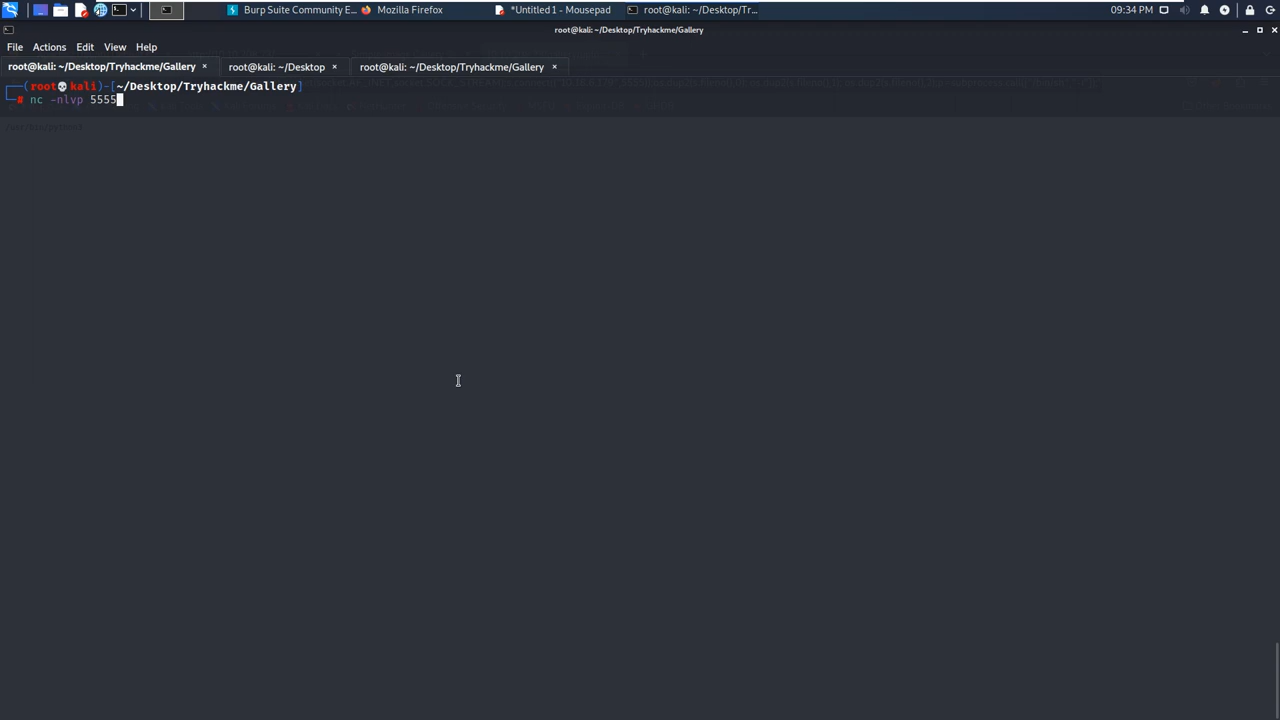 Burp Suite Community E...
Mozilla Firefox
*Untitled 1 - Mousepad
root@kali: ~/Desktop/Tr...
09:34 PM
root@kali: ~/Desktop/Tryhackme/Gallery
File Actions Edit View Help
root@kali: ~/Desktop/Tryhackme/Gallery ×
root@kali: ~/Desktop ×
root@kali: ~/Desktop/Tryhackme/Gallery ×
┌──(root💀kali)-[~/Desktop/Tryhackme/Gallery]
└─# nc -nlvp 5555